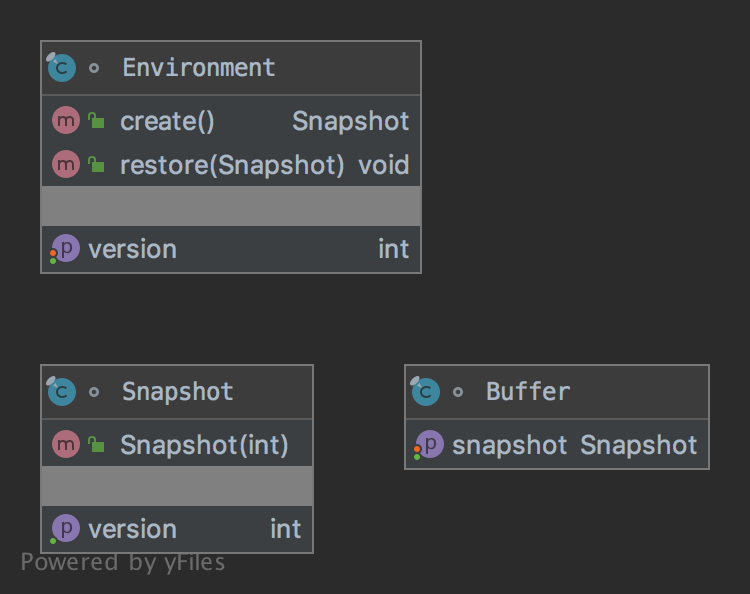 Environment
create() Snapshot
restore(Snapshot) void
version int
Snapshot
Snapshot(int)
version int
Buffer
snapshot Snapshot
Powered by yFiles